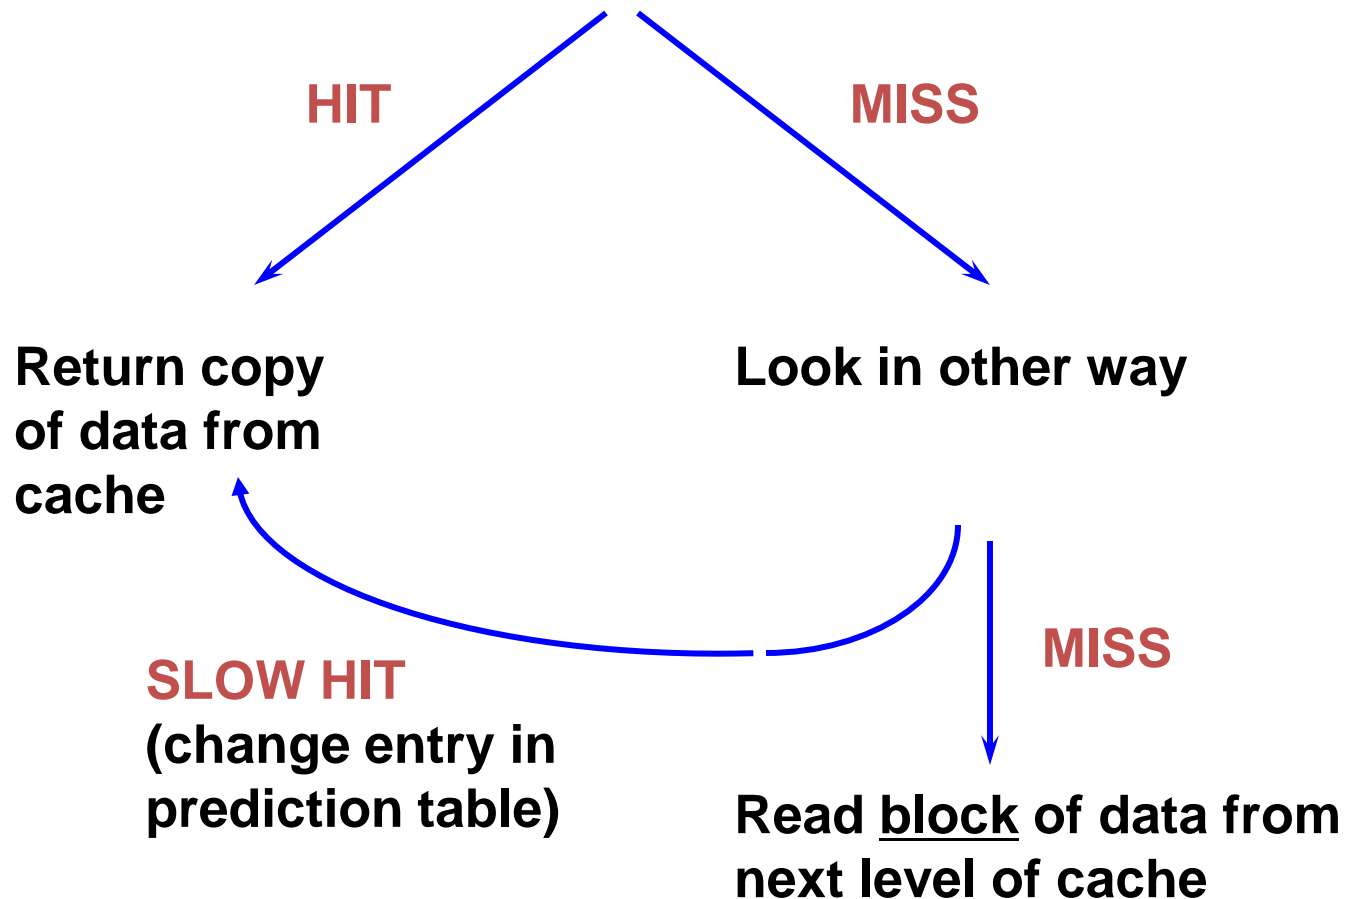 HIT
MISS
Return copy
of data from
cache
Look in other way
SLOW HIT
(change entry in
prediction table)
MISS
Read block of data from
next level of cache